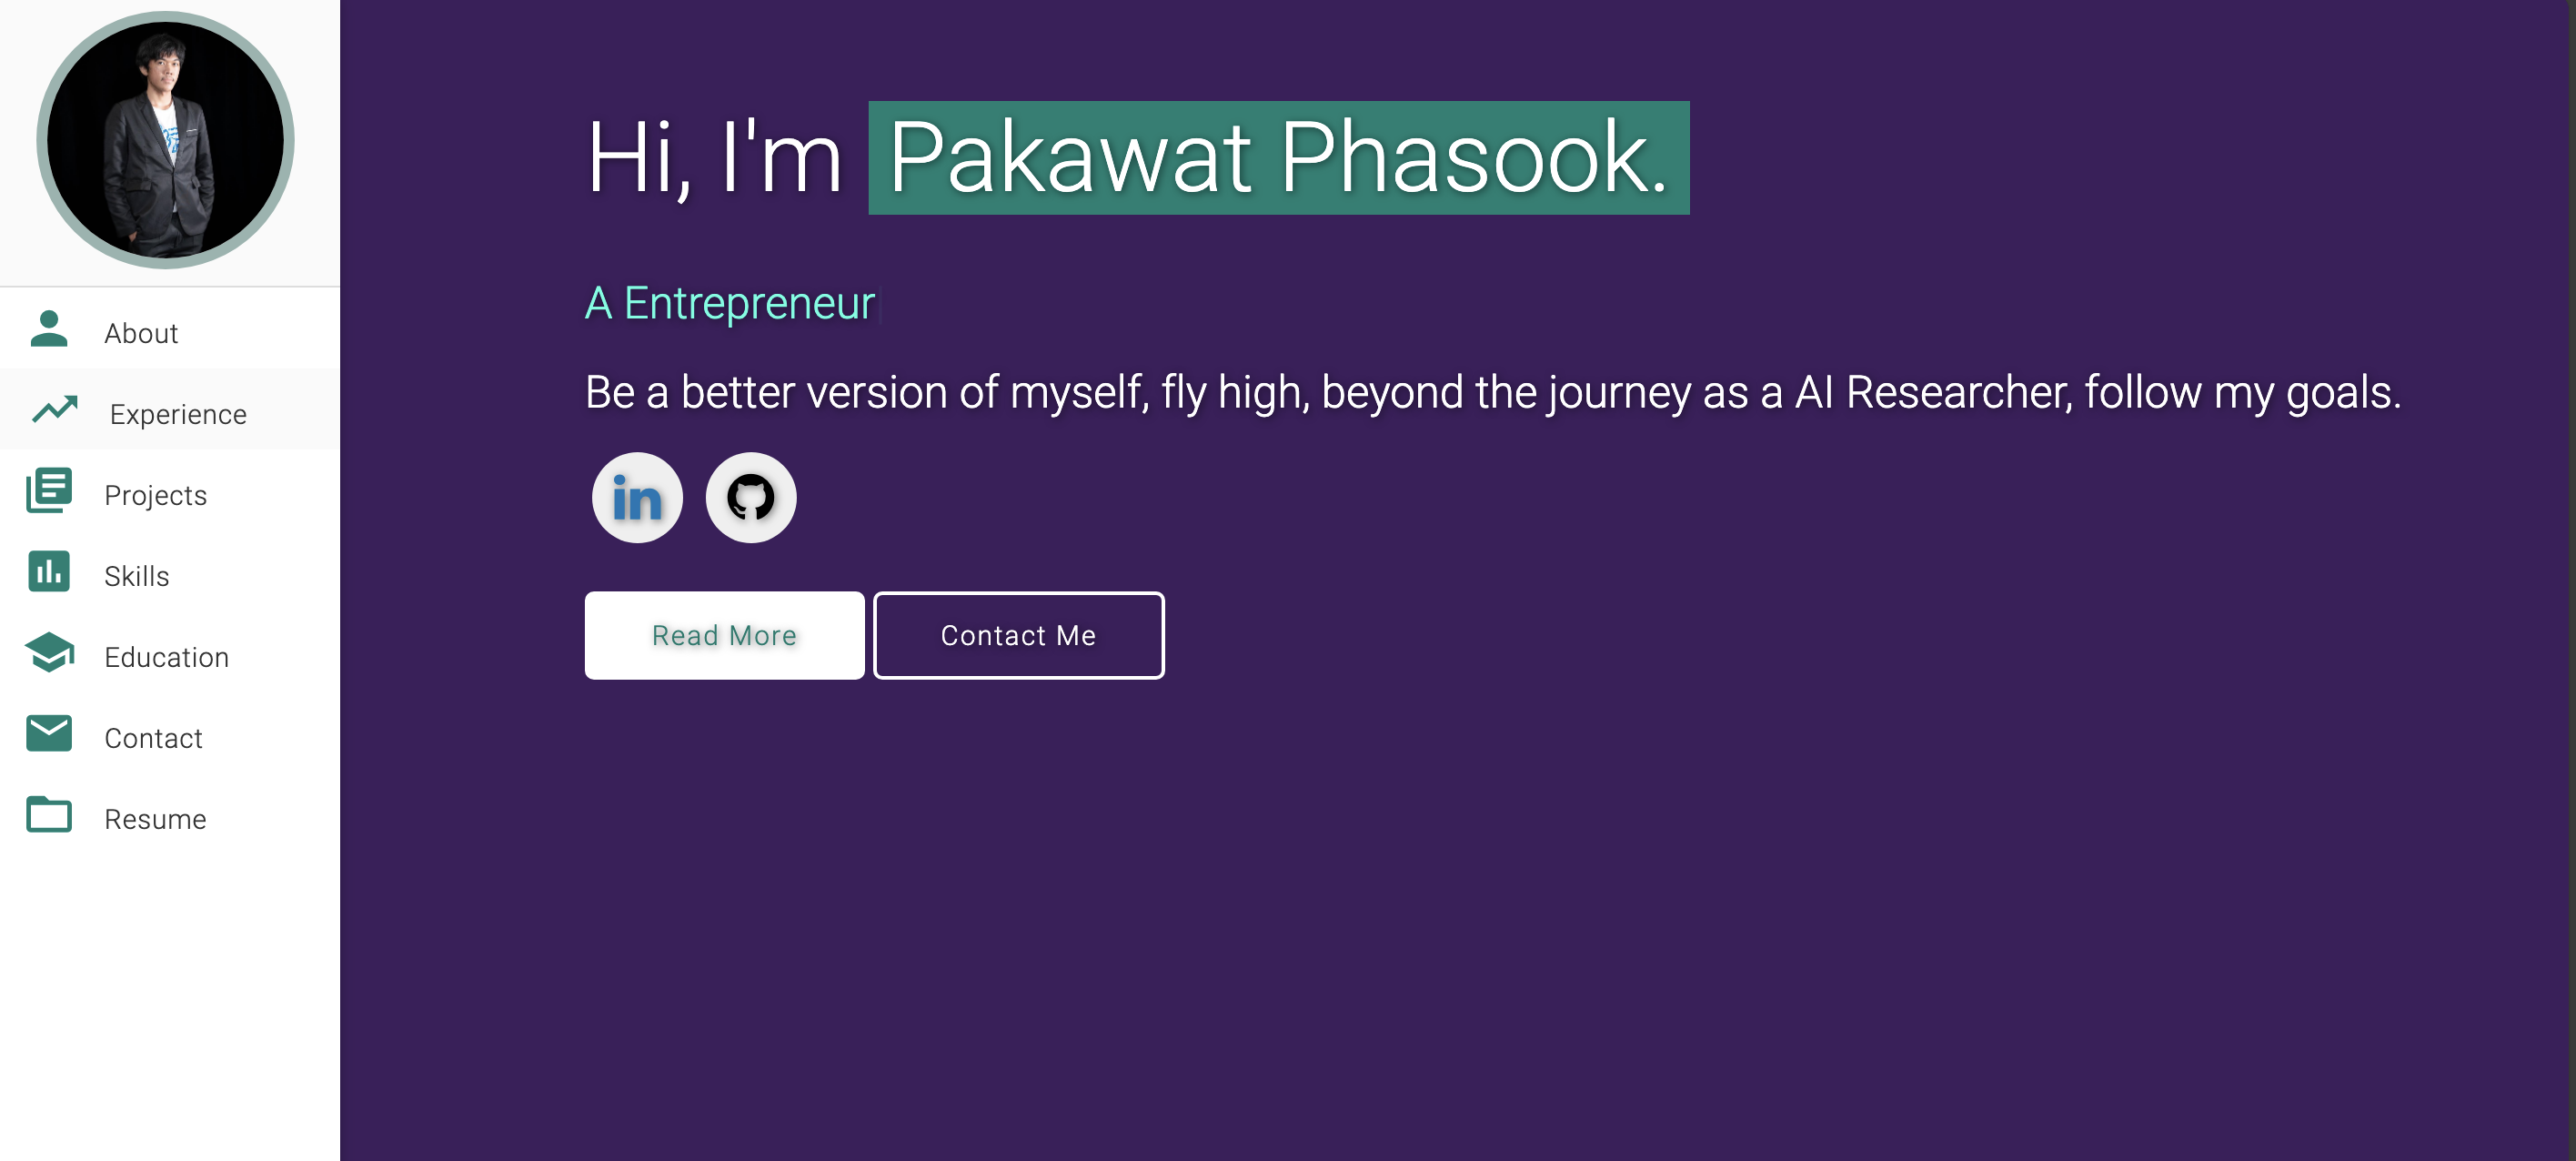 About
Experience
Projects
Skills
Education
Contact
Resume
Hi, I'm Pakawat Phasook.
A Entrepreneur
Be a better version of myself, fly high, beyond the journey as a AI Researcher, follow my goals.
in
Read More
Contact Me